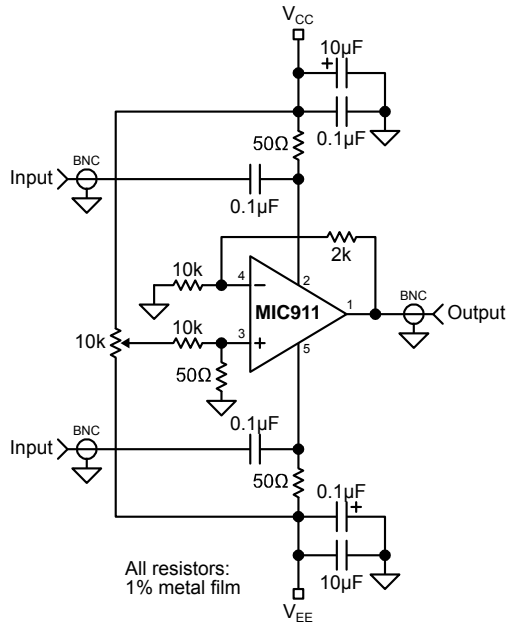 VCC
10µF
+
0.1µF
50Ω
BNC
Input
0.1µF
2k
10k
4
−
2
MIC911
1
BNC
Output
10k
10k
3
+
5
50Ω
0.1µF
BNC
Input
50Ω
0.1µF
+
10µF
All resistors:
1% metal film
VEE